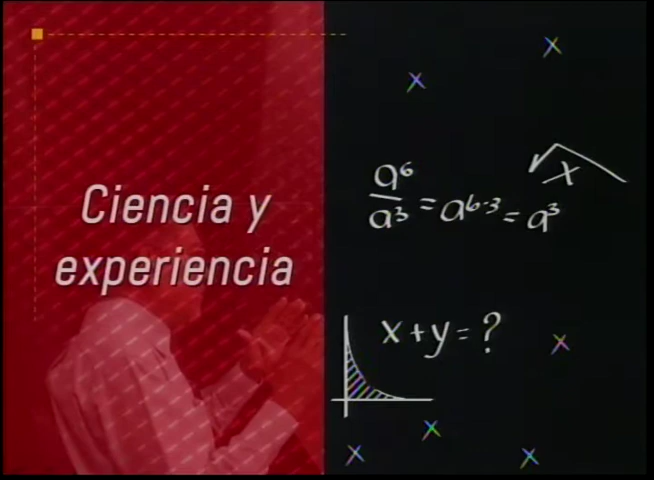 Ciencia y
experiencia
a⁶
a³ = a⁶·³ = a³
√x
x + y = ?
x
x
x
x
x
x